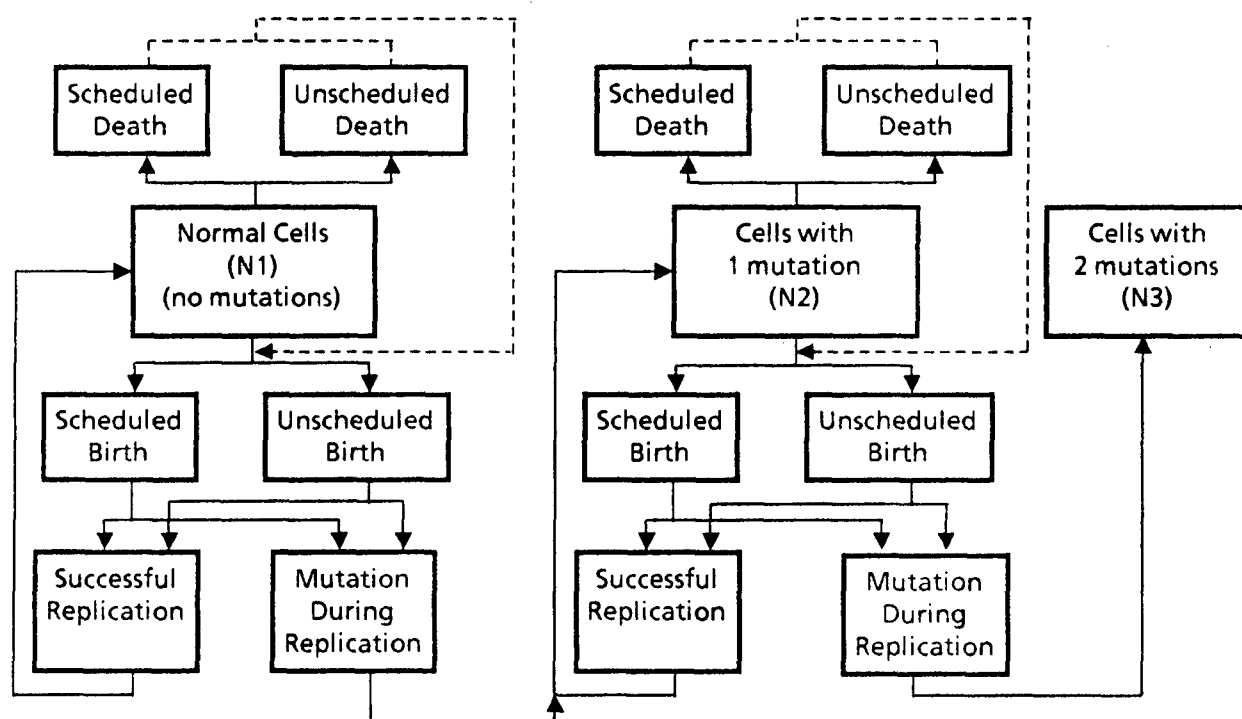 Scheduled
Death
Unscheduled
Death
Scheduled
Death
Unscheduled
Death
Normal Cells
(N1)
(no mutations)
Cells with
1 mutation
(N2)
Cells with
2 mutations
(N3)
Scheduled
Birth
Unscheduled
Birth
Scheduled
Birth
Unscheduled
Birth
Successful
Replication
Mutation
During
Replication
Successful
Replication
Mutation
During
Replication